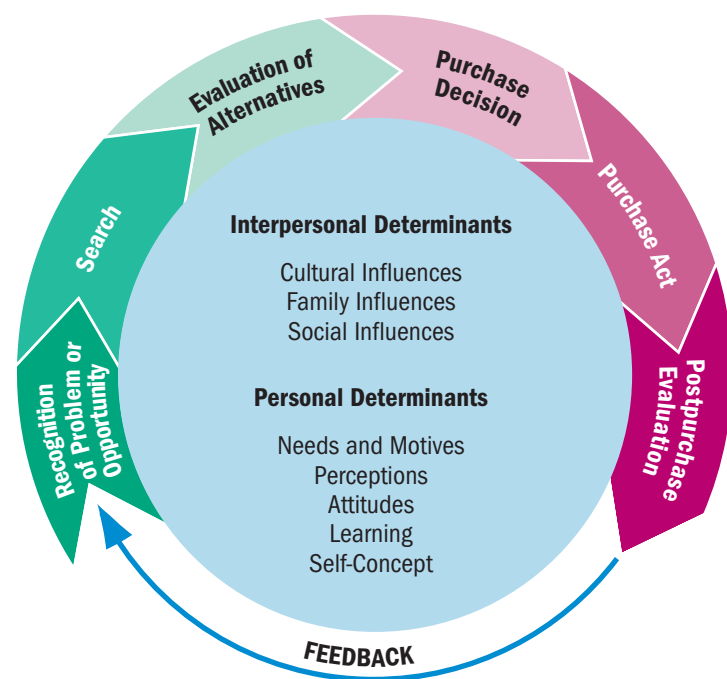 Recognition
of Problem or
Opportunity
Search
Evaluation of
Alternatives
Purchase
Decision
Purchase Act
Postpurchase
Evaluation
Interpersonal Determinants
Cultural Influences
Family Influences
Social Influences
Personal Determinants
Needs and Motives
Perceptions
Attitudes
Learning
Self-Concept
FEEDBACK